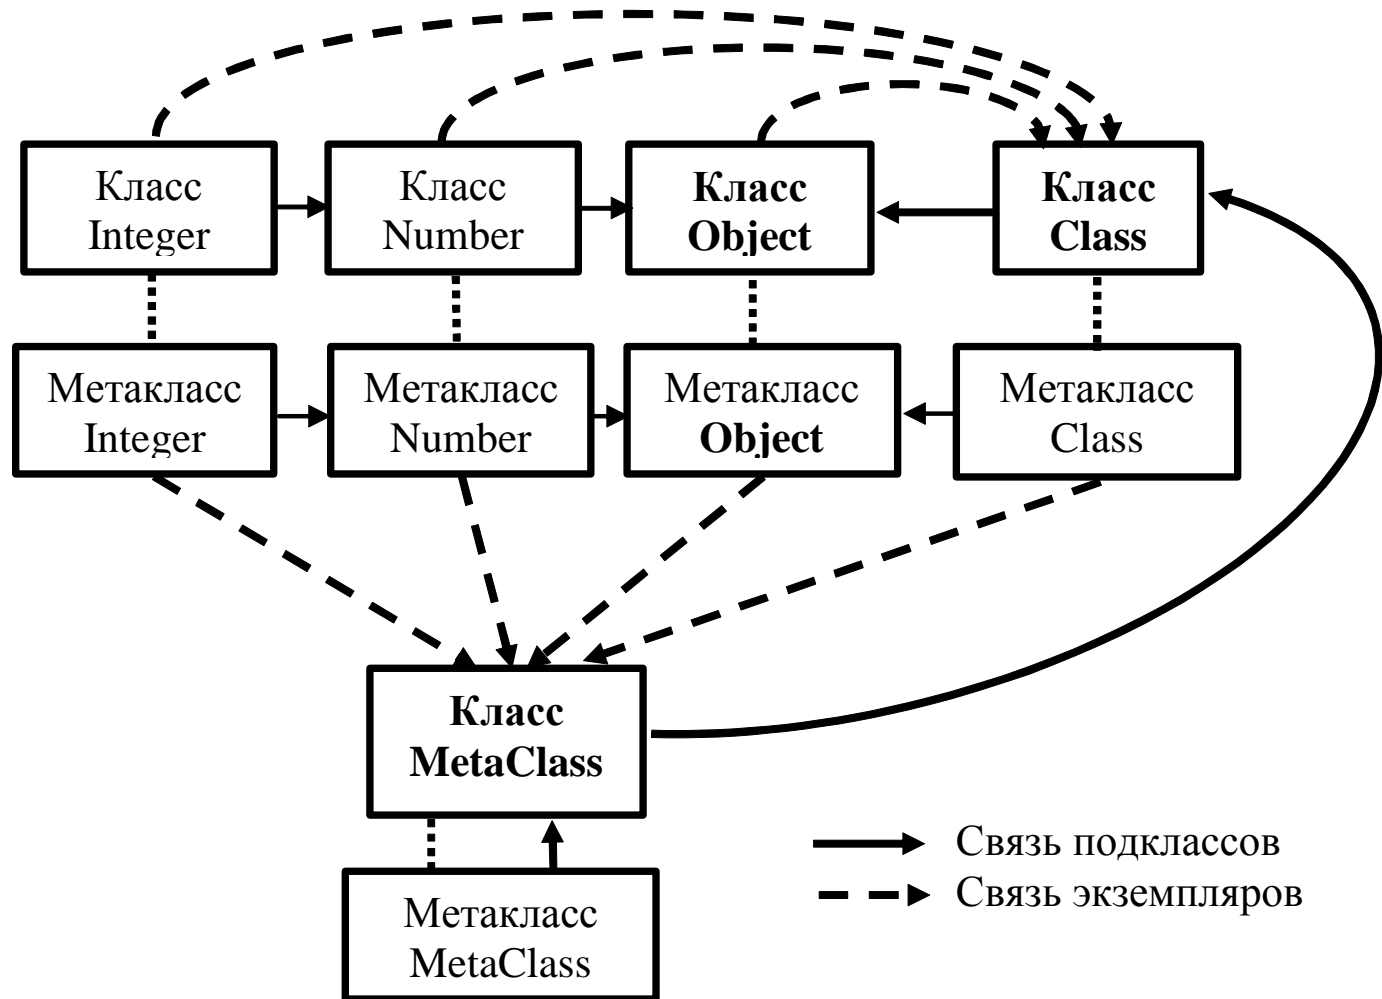 Класс
Integer
Класс
Number
Класс
Object
Класс
Class
Метакласс
Integer
Метакласс
Number
Метакласс
Object
Метакласс
Class
Класс
MetaClass
Связь подклассов
Связь экземпляров
Метакласс
MetaClass